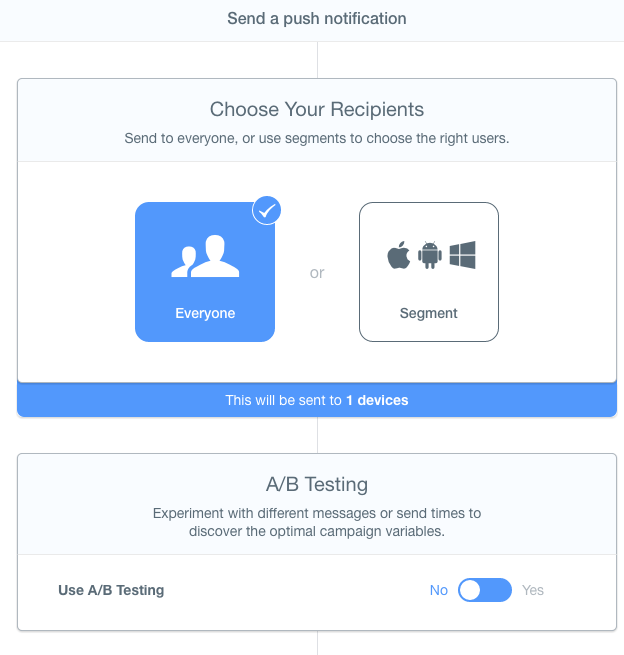 Send a push notification
Choose Your Recipients
Send to everyone, or use segments to choose the right users.
Everyone
or
Segment
This will be sent to 1 devices
A/B Testing
Experiment with different messages or send times to
discover the optimal campaign variables.
Use A/B Testing
No
Yes